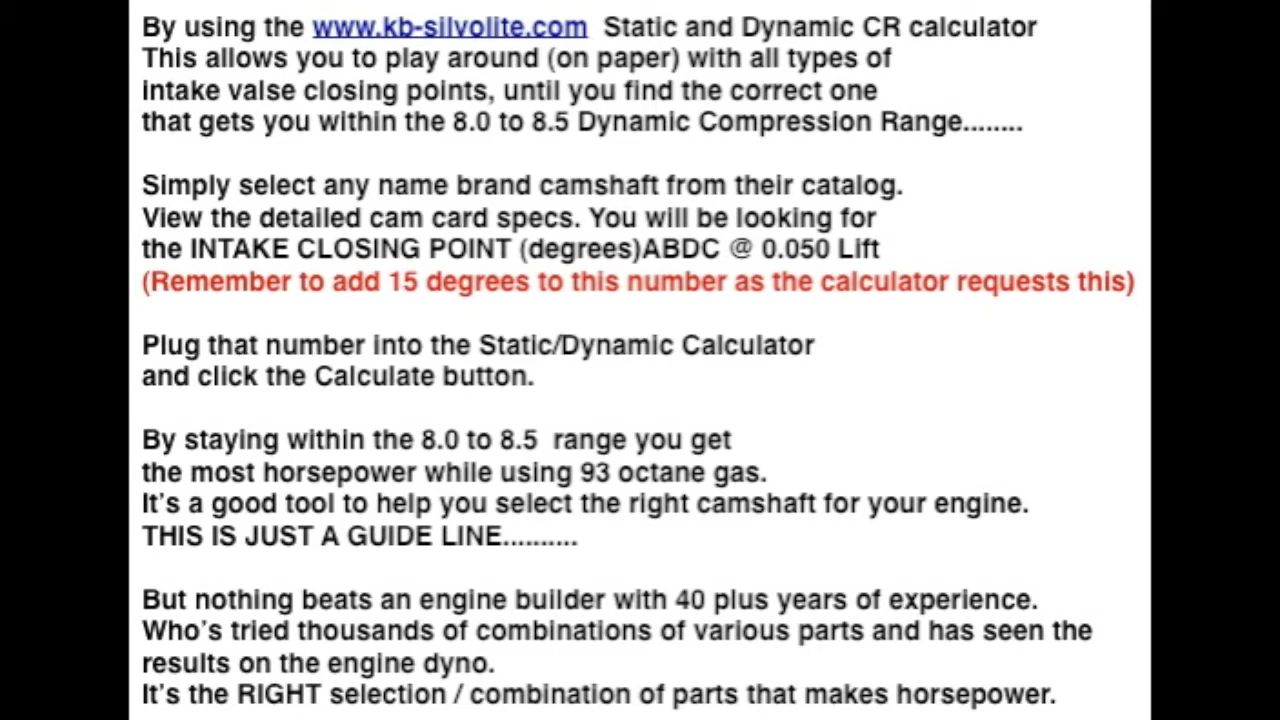 By using the www.kb-silvolite.com Static and Dynamic CR calculator
This allows you to play around (on paper) with all types of
intake valse closing points, until you find the correct one
that gets you within the 8.0 to 8.5 Dynamic Compression Range........
Simply select any name brand camshaft from their catalog.
View the detailed cam card specs. You will be looking for
the INTAKE CLOSING POINT (degrees)ABDC @ 0.050 Lift
(Remember to add 15 degrees to this number as the calculator requests this)
Plug that number into the Static/Dynamic Calculator
and click the Calculate button.
By staying within the 8.0 to 8.5 range you get
the most horsepower while using 93 octane gas.
It's a good tool to help you select the right camshaft for your engine.
THIS IS JUST A GUIDE LINE..........
But nothing beats an engine builder with 40 plus years of experience.
Who's tried thousands of combinations of various parts and has seen the
results on the engine dyno.
It's the RIGHT selection / combination of parts that makes horsepower.